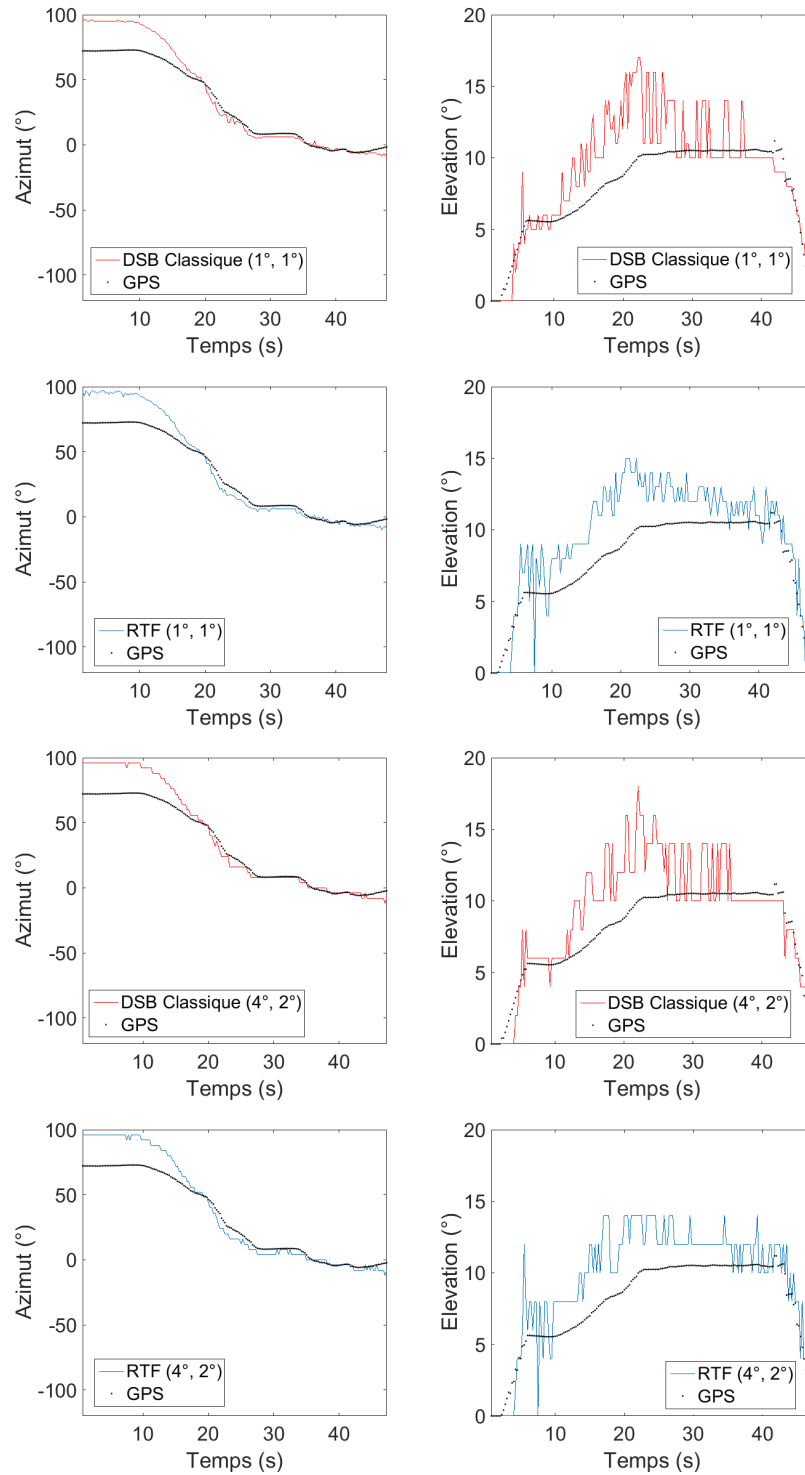 100
50
0
-50
-100
Azimut (°)
10 20 30 40
Temps (s)
DSB Classique (1°, 1°)
GPS
20
15
10
5
0
Elevation (°)
10 20 30 40
Temps (s)
DSB Classique (1°, 1°)
GPS
100
50
0
-50
-100
Azimut (°)
10 20 30 40
Temps (s)
RTF (1°, 1°)
GPS
20
15
10
5
0
Elevation (°)
10 20 30 40
Temps (s)
RTF (1°, 1°)
GPS
100
50
0
-50
-100
Azimut (°)
10 20 30 40
Temps (s)
DSB Classique (4°, 2°)
GPS
20
15
10
5
0
Elevation (°)
10 20 30 40
Temps (s)
DSB Classique (4°, 2°)
GPS
100
50
0
-50
-100
Azimut (°)
10 20 30 40
Temps (s)
RTF (4°, 2°)
GPS
20
15
10
5
0
Elevation (°)
10 20 30 40
Temps (s)
RTF (4°, 2°)
GPS